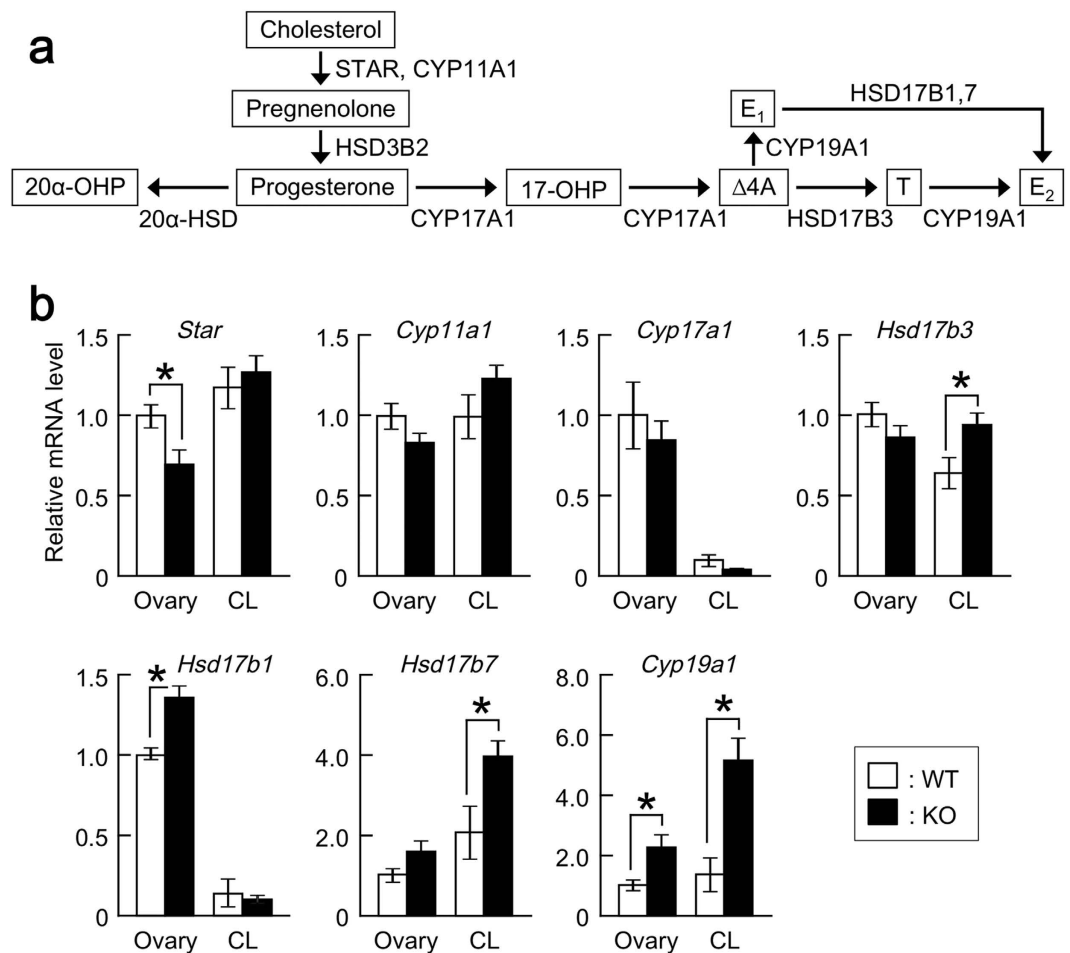 a
Cholesterol
STAR, CYP11A1
Pregnenolone
HSD3B2
E1
HSD17B1,7
CYP19A1
20α-OHP
Progesterone
17-OHP
Δ4A
T
E2
20α-HSD
CYP17A1
CYP17A1
HSD17B3
CYP19A1
b
Relative mRNA level
Star
1.5
*
1.0
0.5
0
Ovary CL
Cyp11a1
1.5
1.0
0.5
0
Ovary CL
Cyp17a1
1.5
1.0
0.5
0
Ovary CL
Hsd17b3
1.5
*
1.0
0.5
0
Ovary CL
Hsd17b1
1.5
*
1.0
0.5
0
Ovary CL
Hsd17b7
6.0
*
4.0
2.0
0.0
Ovary CL
Cyp19a1
8.0
*
6.0
4.0
*
2.0
0.0
Ovary CL
: WT
: KO